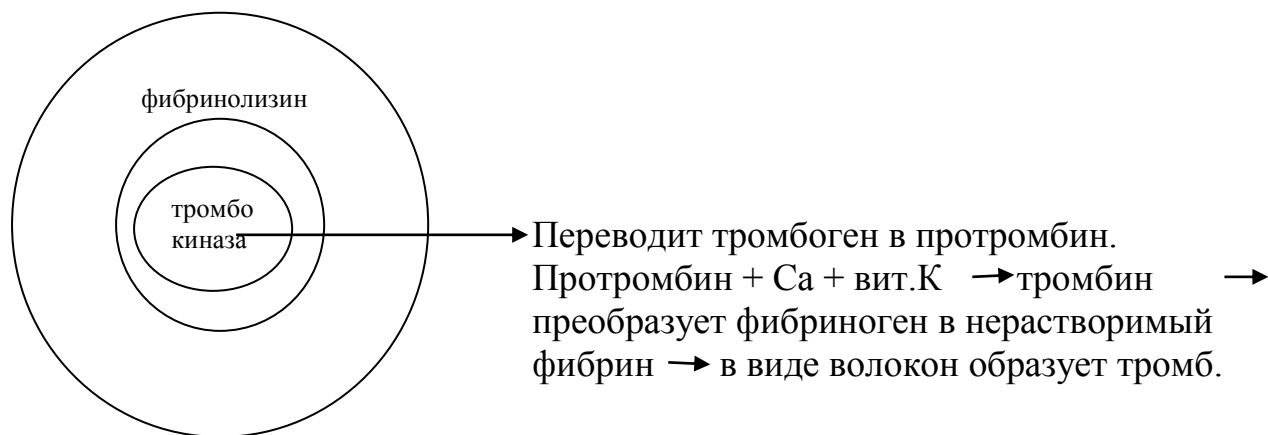 фибринолизин
тромбо
киназа
Переводит тромбоген в протромбин.
Протромбин + Са + вит.К → тромбин →
преобразует фибриноген в нерастворимый
фибрин → в виде волокон образует тромб.